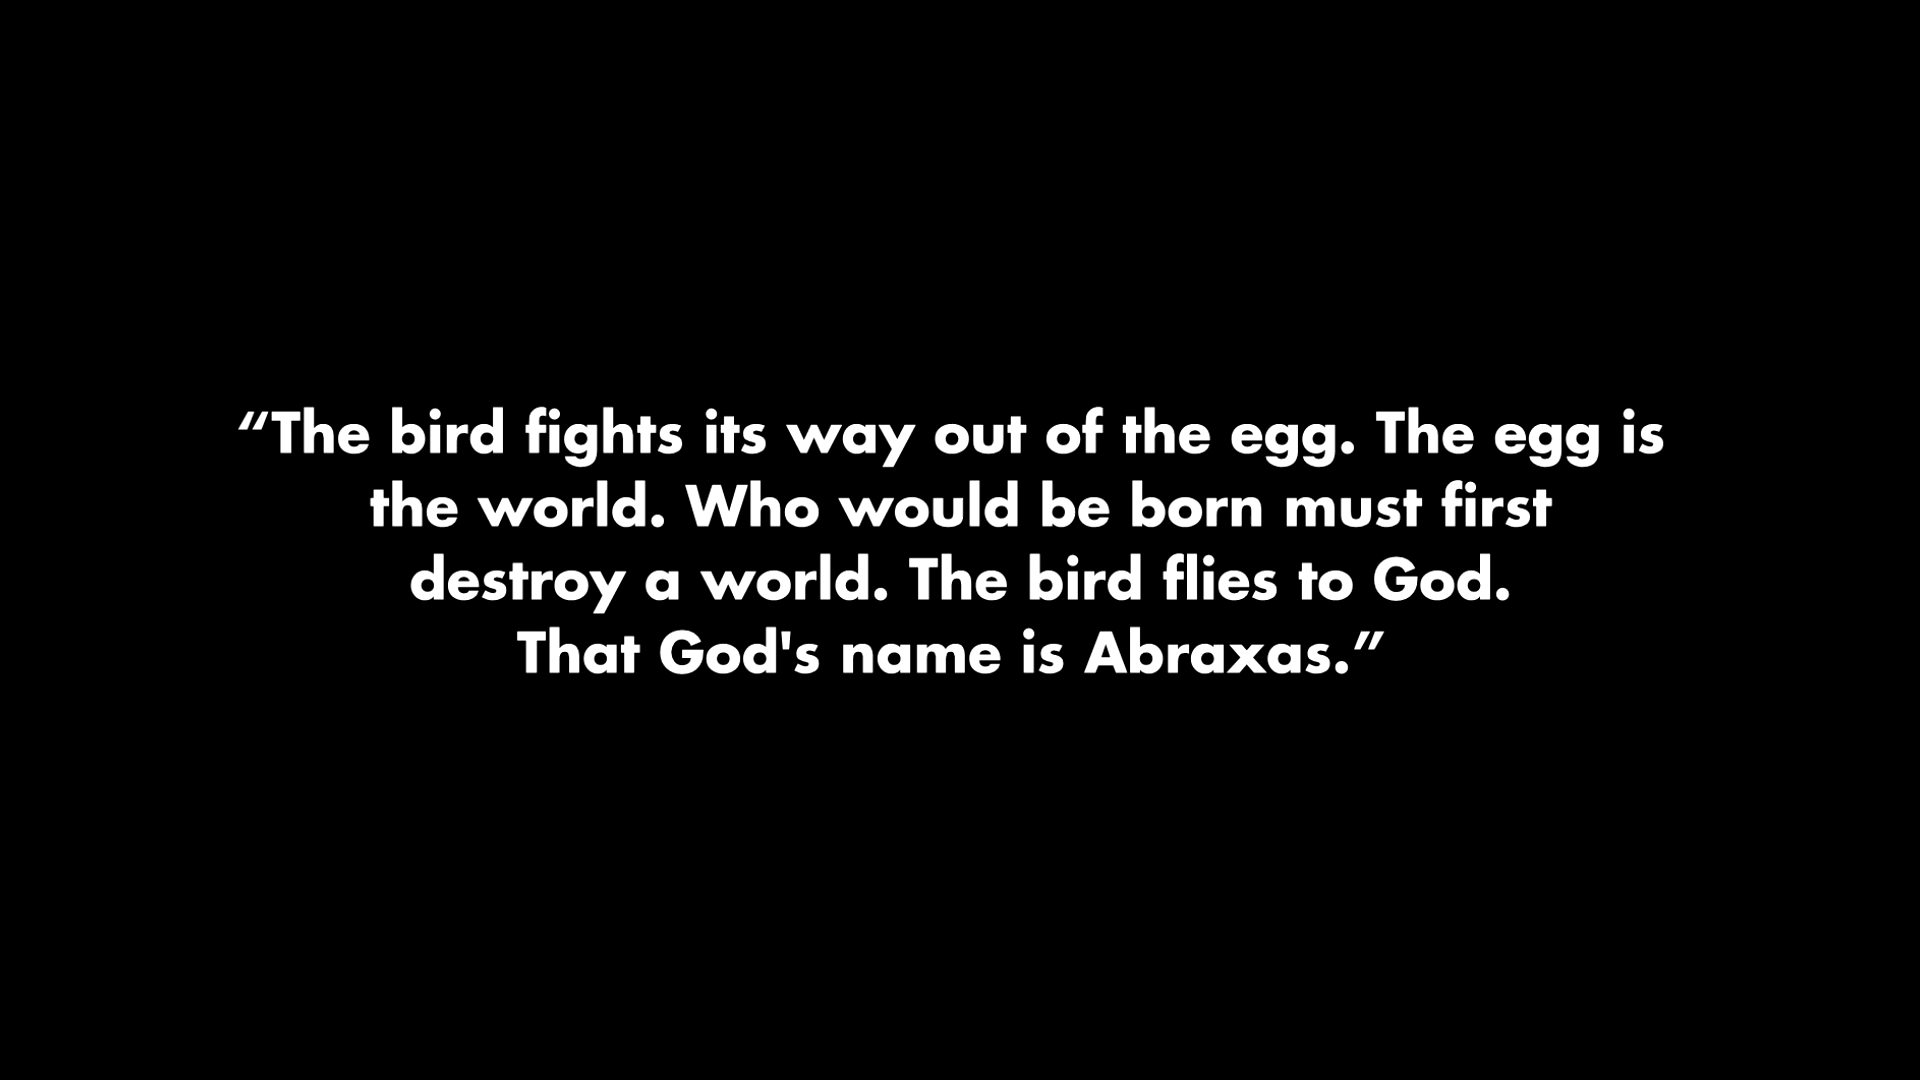 “The bird fights its way out of the egg. The egg is
the world. Who would be born must first
destroy a world. The bird flies to God.
That God's name is Abraxas.”